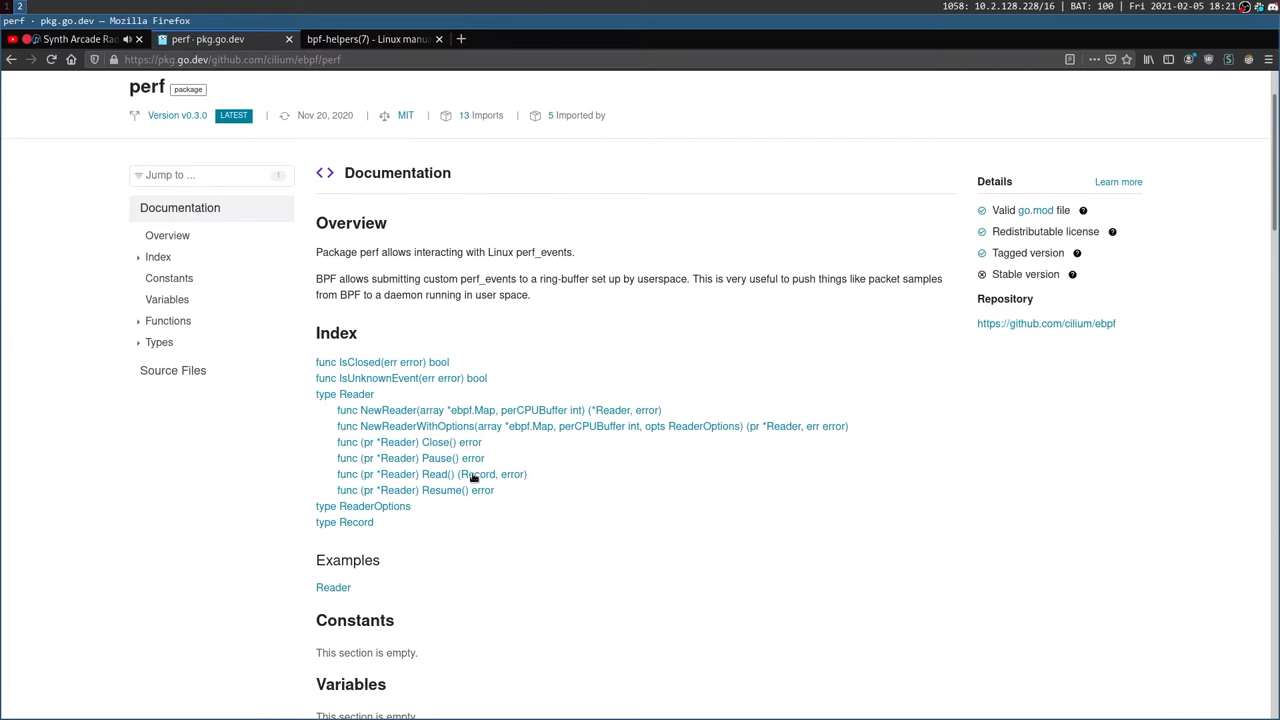 1 2 1058: 10.2.128.228/16 | BAT: 100 | Fri 2021-02-05 18:21
perf · pkg.go.dev — Mozilla Firefox
Synth Arcade Rad
perf · pkg.go.dev
bpf-helpers(7) - Linux manu
https://pkg.go.dev/github.com/cilium/ebpf/perf
perf package
Version v0.3.0 LATEST | Nov 20, 2020 | MIT | 13 Imports | 5 Imported by
Jump to ...
Documentation
Overview
Index
Constants
Variables
Functions
Types
Source Files
Documentation
Overview
Package perf allows interacting with Linux perf_events.
BPF allows submitting custom perf_events to a ring-buffer set up by userspace. This is very useful to push things like packet samples
from BPF to a daemon running in user space.
Index
func IsClosed(err error) bool
func IsUnknownEvent(err error) bool
type Reader
func NewReader(array *ebpf.Map, perCPUBuffer int) (*Reader, error)
func NewReaderWithOptions(array *ebpf.Map, perCPUBuffer int, opts ReaderOptions) (pr *Reader, err error)
func (pr *Reader) Close() error
func (pr *Reader) Pause() error
func (pr *Reader) Read() (Record, error)
func (pr *Reader) Resume() error
type ReaderOptions
type Record
Examples
Reader
Constants
This section is empty.
Variables
This section is empty.
Details Learn more
Valid go.mod file
Redistributable license
Tagged version
Stable version
Repository
https://github.com/cilium/ebpf